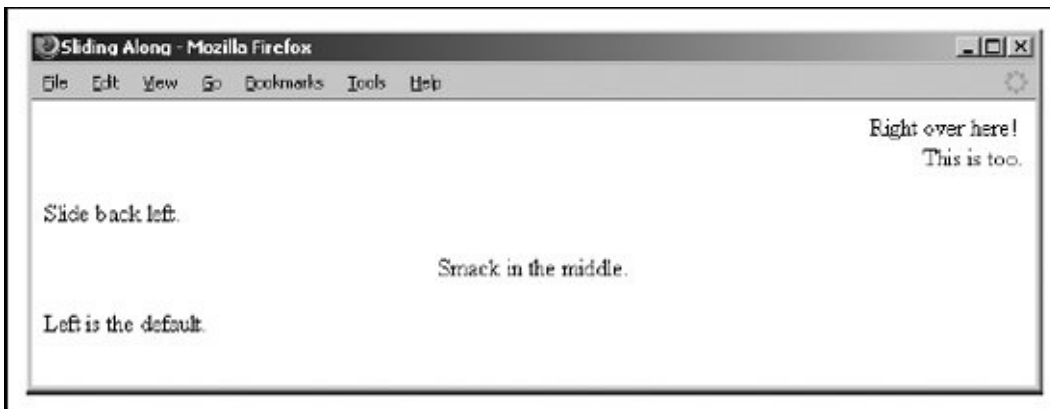 Sliding Along - Mozilla Firefox
File Edit View Go Bookmarks Tools Help
Right over here!
This is too.
Slide back left.
Smack in the middle.
Left is the default.